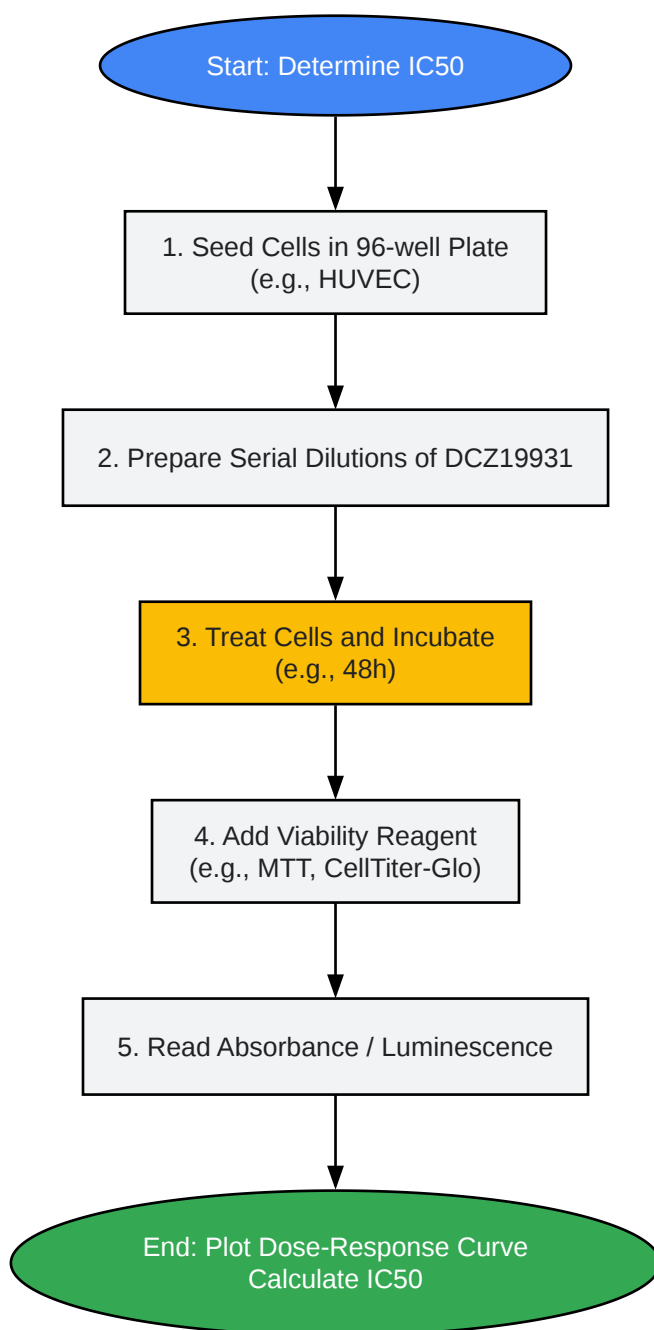 Start: Determine IC50
1. Seed Cells in 96-well Plate
(e.g., HUVEC)
2. Prepare Serial Dilutions of DCZ19931
3. Treat Cells and Incubate
(e.g., 48h)
4. Add Viability Reagent
(e.g., MTT, CellTiter-Glo)
5. Read Absorbance / Luminescence
End: Plot Dose-Response Curve
Calculate IC50